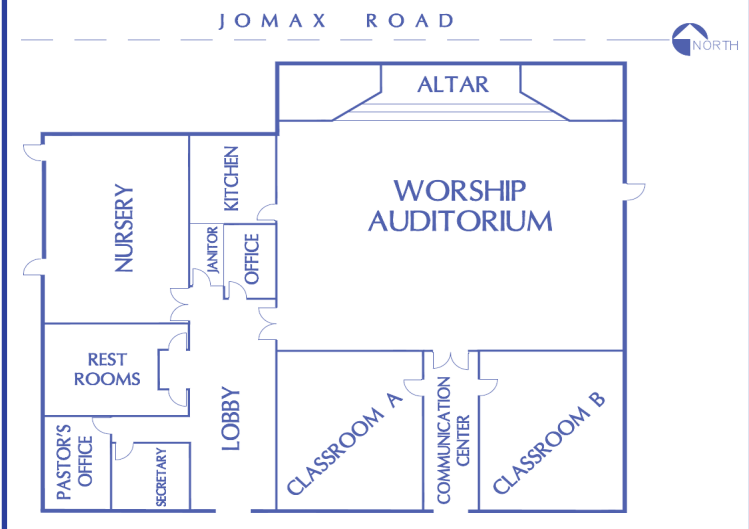 JOMAX ROAD
NORTH
ALTAR
WORSHIP
AUDITORIUM
KITCHEN
NURSERY
JANITOR
OFFICE
REST
ROOMS
LOBBY
CLASSROOM A
COMMUNICATION
CENTER
CLASSROOM B
PASTOR'S
OFFICE
SECRETARY